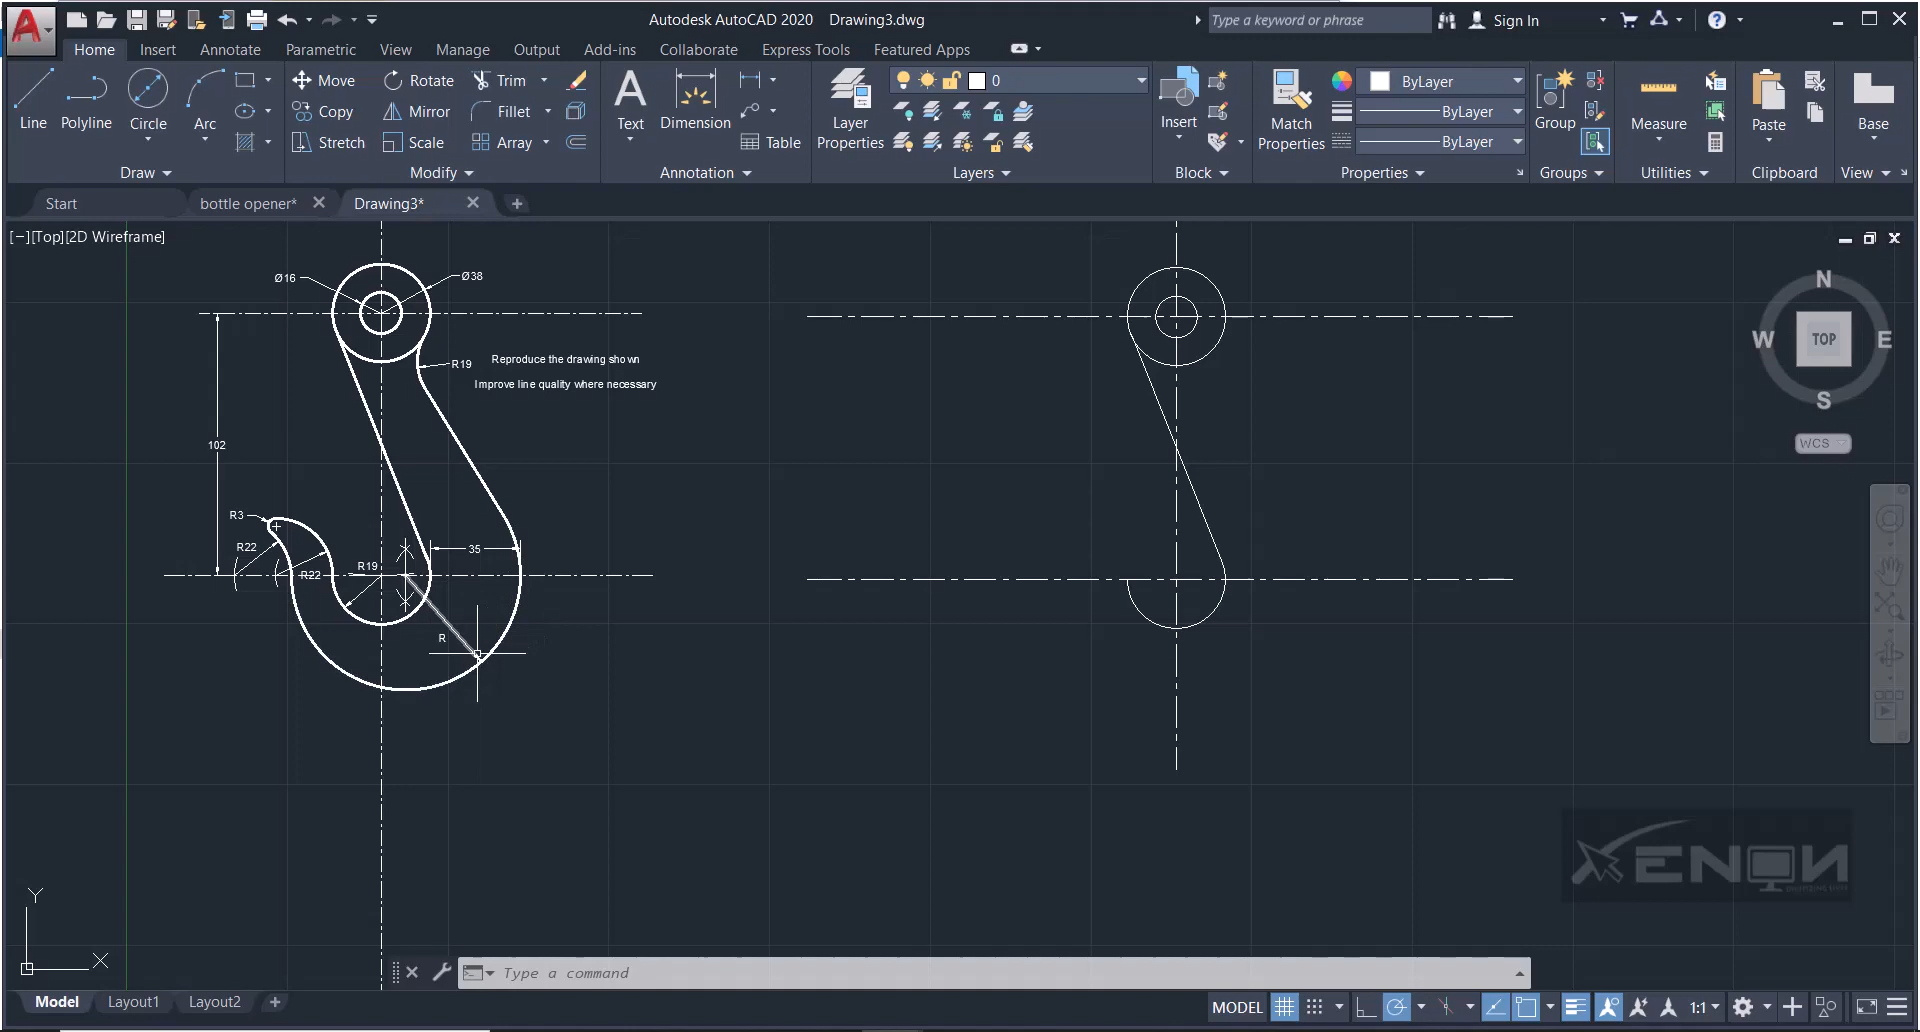 Autodesk AutoCAD 2020 Drawing3.dwg
Type a keyword or phrase
Sign In
Home Insert Annotate Parametric View Manage Output Add-ins Collaborate Express Tools Featured Apps
Line Polyline Circle Arc
Move Rotate Trim
Copy Mirror Fillet
Stretch Scale Array
Text Dimension Table
Layer Properties
0
Insert
Match Properties
ByLayer
ByLayer
ByLayer
Group
Measure
Paste
Base
Draw Modify Annotation Layers Block Properties Groups Utilities Clipboard View
Start bottle opener* Drawing3*
[−][Top][2D Wireframe]
Ø16
Ø38
R19
Reproduce the drawing shown
Improve line quality where necessary
102
R3
R22
R22
R19
35
R
N
W TOP E
S
WCS
XENON
Y
X
Type a command
Model Layout1 Layout2
MODEL
1:1